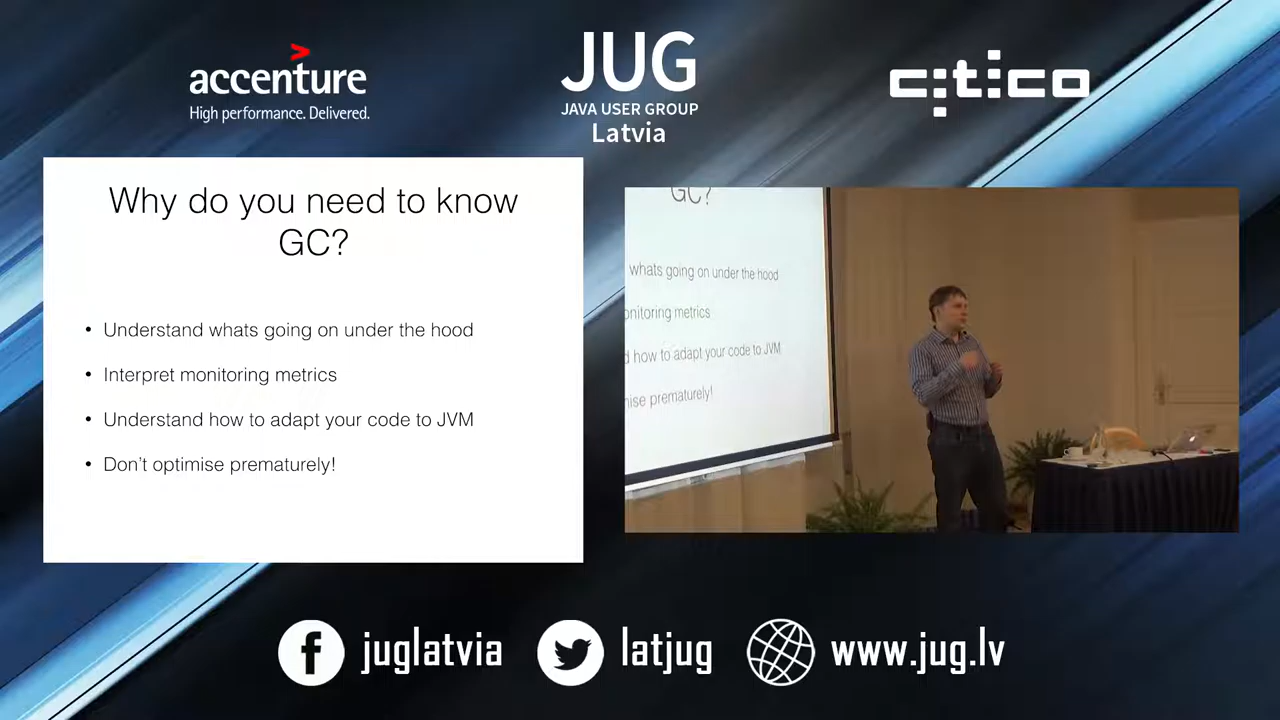 accenture
High performance. Delivered.
JUG
JAVA USER GROUP
Latvia
citico
Why do you need to know
GC?
• Understand whats going on under the hood
• Interpret monitoring metrics
• Understand how to adapt your code to JVM
• Don't optimise prematurely!
GC?
whats going on under the hood
onitoring metrics
d how to adapt your code to JVM
ise prematurely!
juglatvia
latjug
www.jug.lv